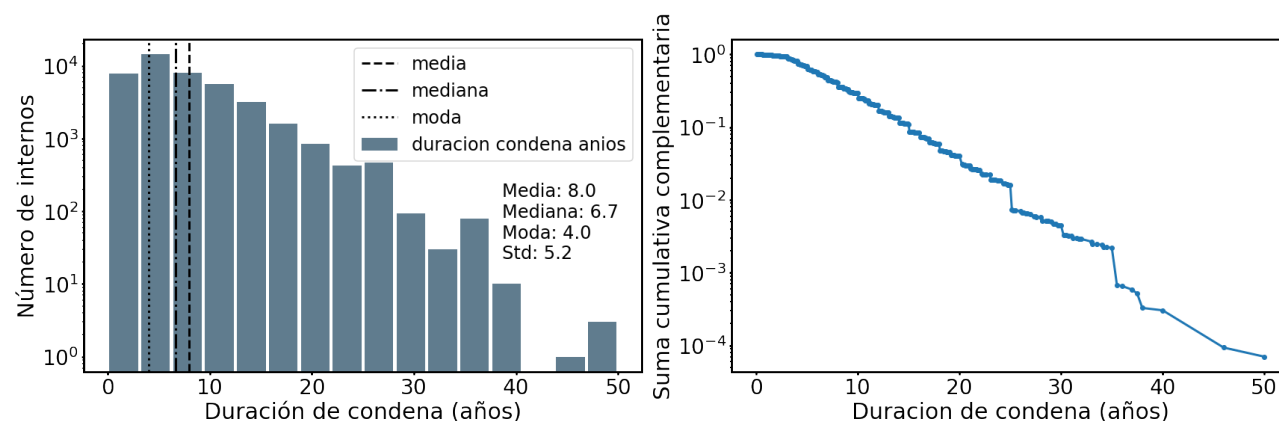 10⁴
10³
10²
10¹
10⁰
Número de internos
media
mediana
moda
duracion condena anios
Media: 8.0
Mediana: 6.7
Moda: 4.0
Std: 5.2
0 10 20 30 40 50
Duración de condena (años)
Suma cumulativa complementaria
10⁰
10⁻¹
10⁻²
10⁻³
10⁻⁴
0 10 20 30 40 50
Duracion de condena (años)